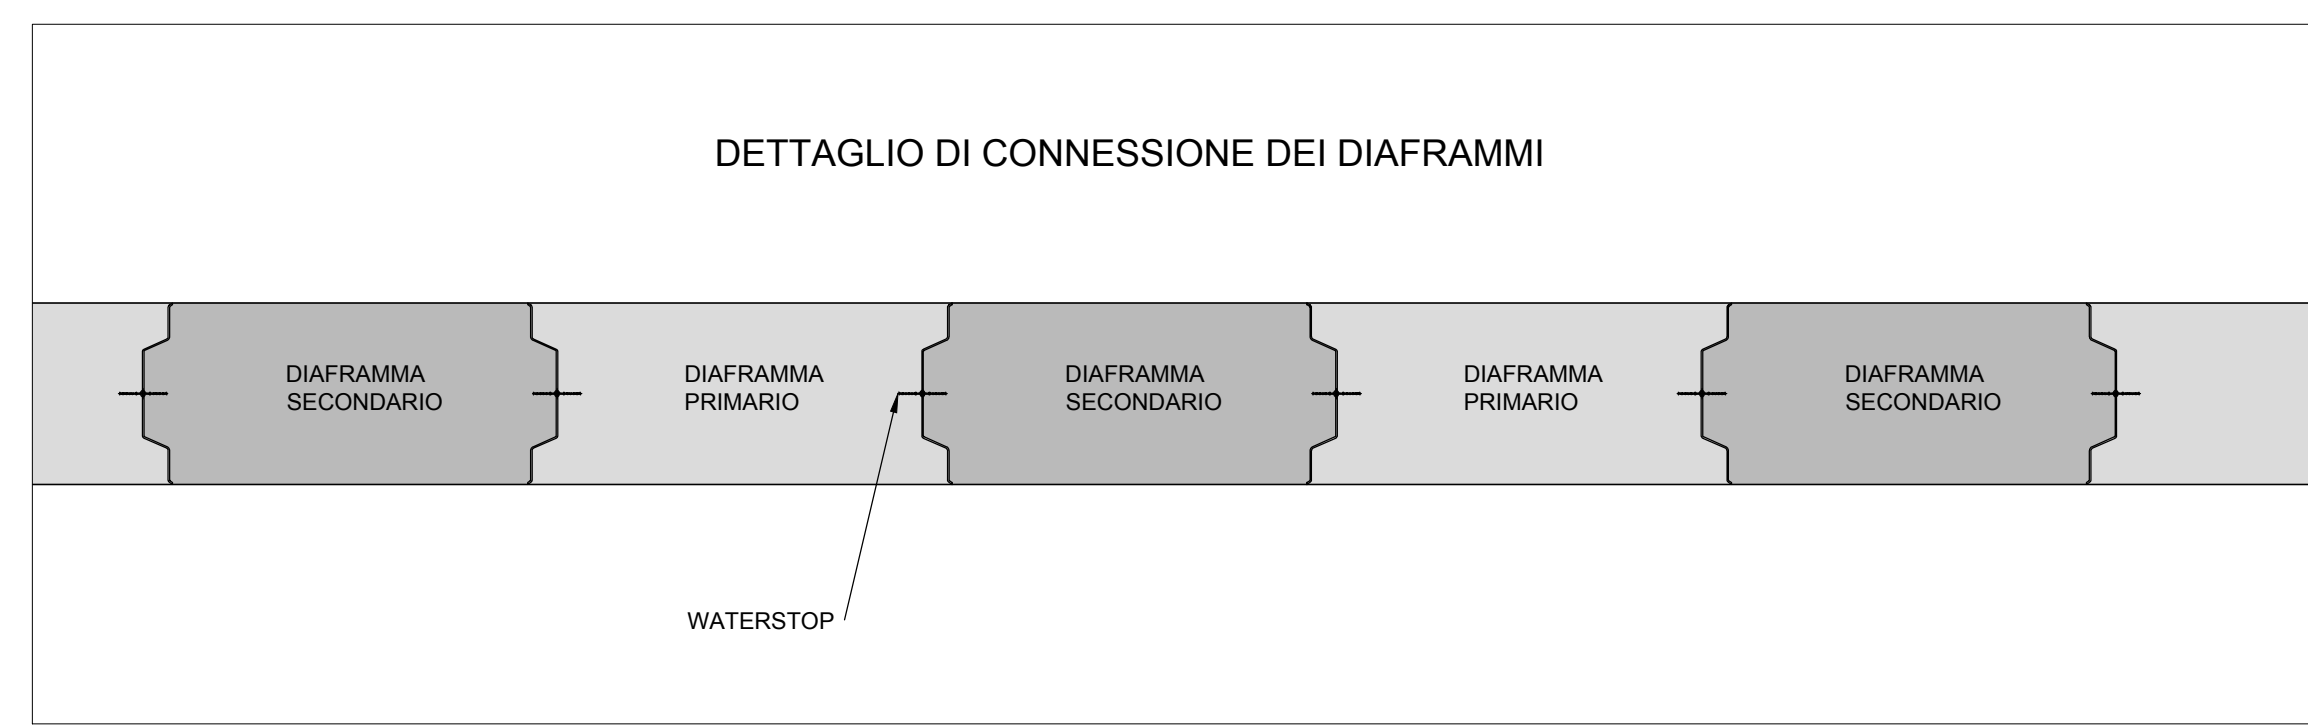 DETTAGLIO DI CONNESSIONE DEI DIAFRAMMI
DIAFRAMMA
SECONDARIO
DIAFRAMMA
PRIMARIO
DIAFRAMMA
SECONDARIO
DIAFRAMMA
PRIMARIO
DIAFRAMMA
SECONDARIO
WATERSTOP